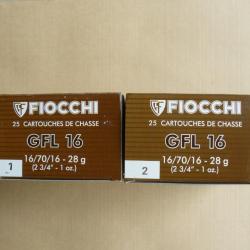 FIOCCHI
25 CARTOUCHES DE CHASSE
GFL 16
16/70/16 - 28 g
(2 3/4" - 1 oz.)
1
FIOCCHI
25 CARTOUCHES DE CHASSE
GFL 16
16/70/16 - 28 g
(2 3/4" - 1 oz.)
2